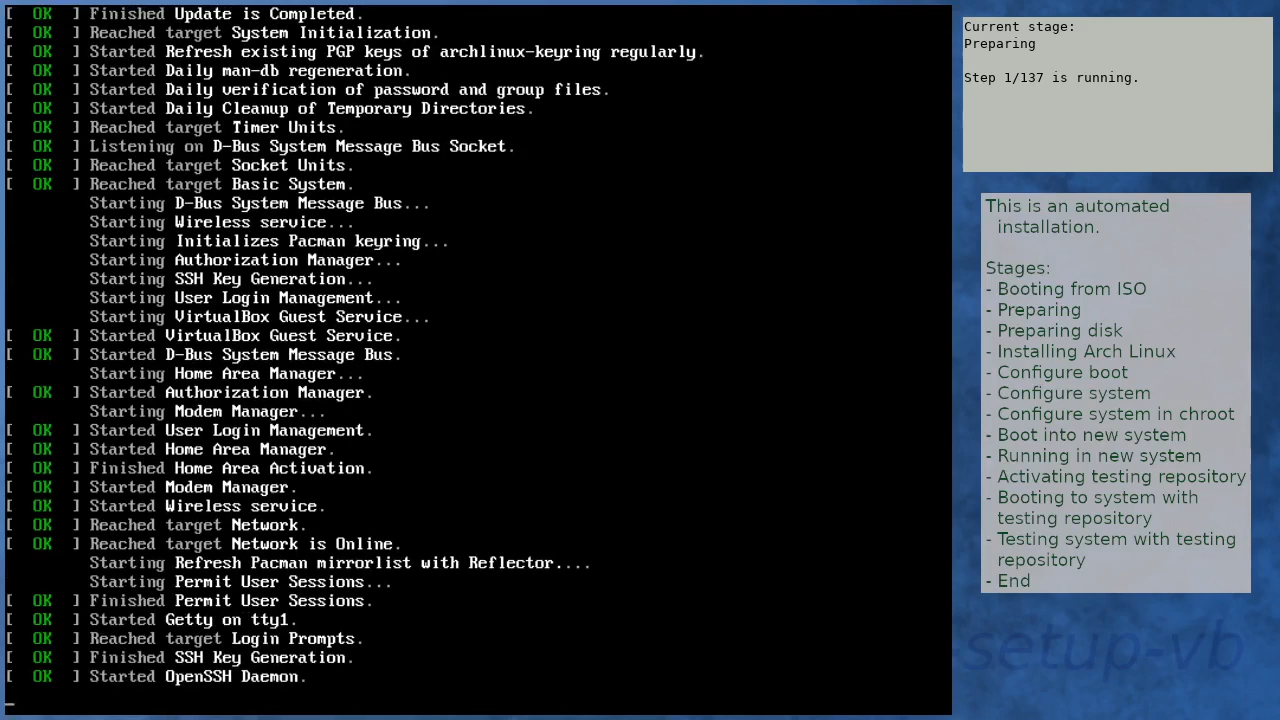 [  OK  ] Finished Update is Completed.
[  OK  ] Reached target System Initialization.
[  OK  ] Started Refresh existing PGP keys of archlinux-keyring regularly.
[  OK  ] Started Daily man-db regeneration.
[  OK  ] Started Daily verification of password and group files.
[  OK  ] Started Daily Cleanup of Temporary Directories.
[  OK  ] Reached target Timer Units.
[  OK  ] Listening on D-Bus System Message Bus Socket.
[  OK  ] Reached target Socket Units.
[  OK  ] Reached target Basic System.
Starting D-Bus System Message Bus...
Starting Wireless service...
Starting Initializes Pacman keyring...
Starting Authorization Manager...
Starting SSH Key Generation...
Starting User Login Management...
Starting VirtualBox Guest Service...
[  OK  ] Started VirtualBox Guest Service.
[  OK  ] Started D-Bus System Message Bus.
Starting Home Area Manager...
[  OK  ] Started Authorization Manager.
Starting Modem Manager...
[  OK  ] Started User Login Management.
[  OK  ] Started Home Area Manager.
[  OK  ] Finished Home Area Activation.
[  OK  ] Started Modem Manager.
[  OK  ] Started Wireless service.
[  OK  ] Reached target Network.
[  OK  ] Reached target Network is Online.
Starting Refresh Pacman mirrorlist with Reflector....
Starting Permit User Sessions...
[  OK  ] Finished Permit User Sessions.
[  OK  ] Started Getty on tty1.
[  OK  ] Reached target Login Prompts.
[  OK  ] Finished SSH Key Generation.
[  OK  ] Started OpenSSH Daemon.
Current stage:
Preparing
Step 1/137 is running.
This is an automated
installation.
Stages:
- Booting from ISO
- Preparing
- Preparing disk
- Installing Arch Linux
- Configure boot
- Configure system
- Configure system in chroot
- Boot into new system
- Running in new system
- Activating testing repository
- Booting to system with
testing repository
- Testing system with testing
repository
- End
setup-vb